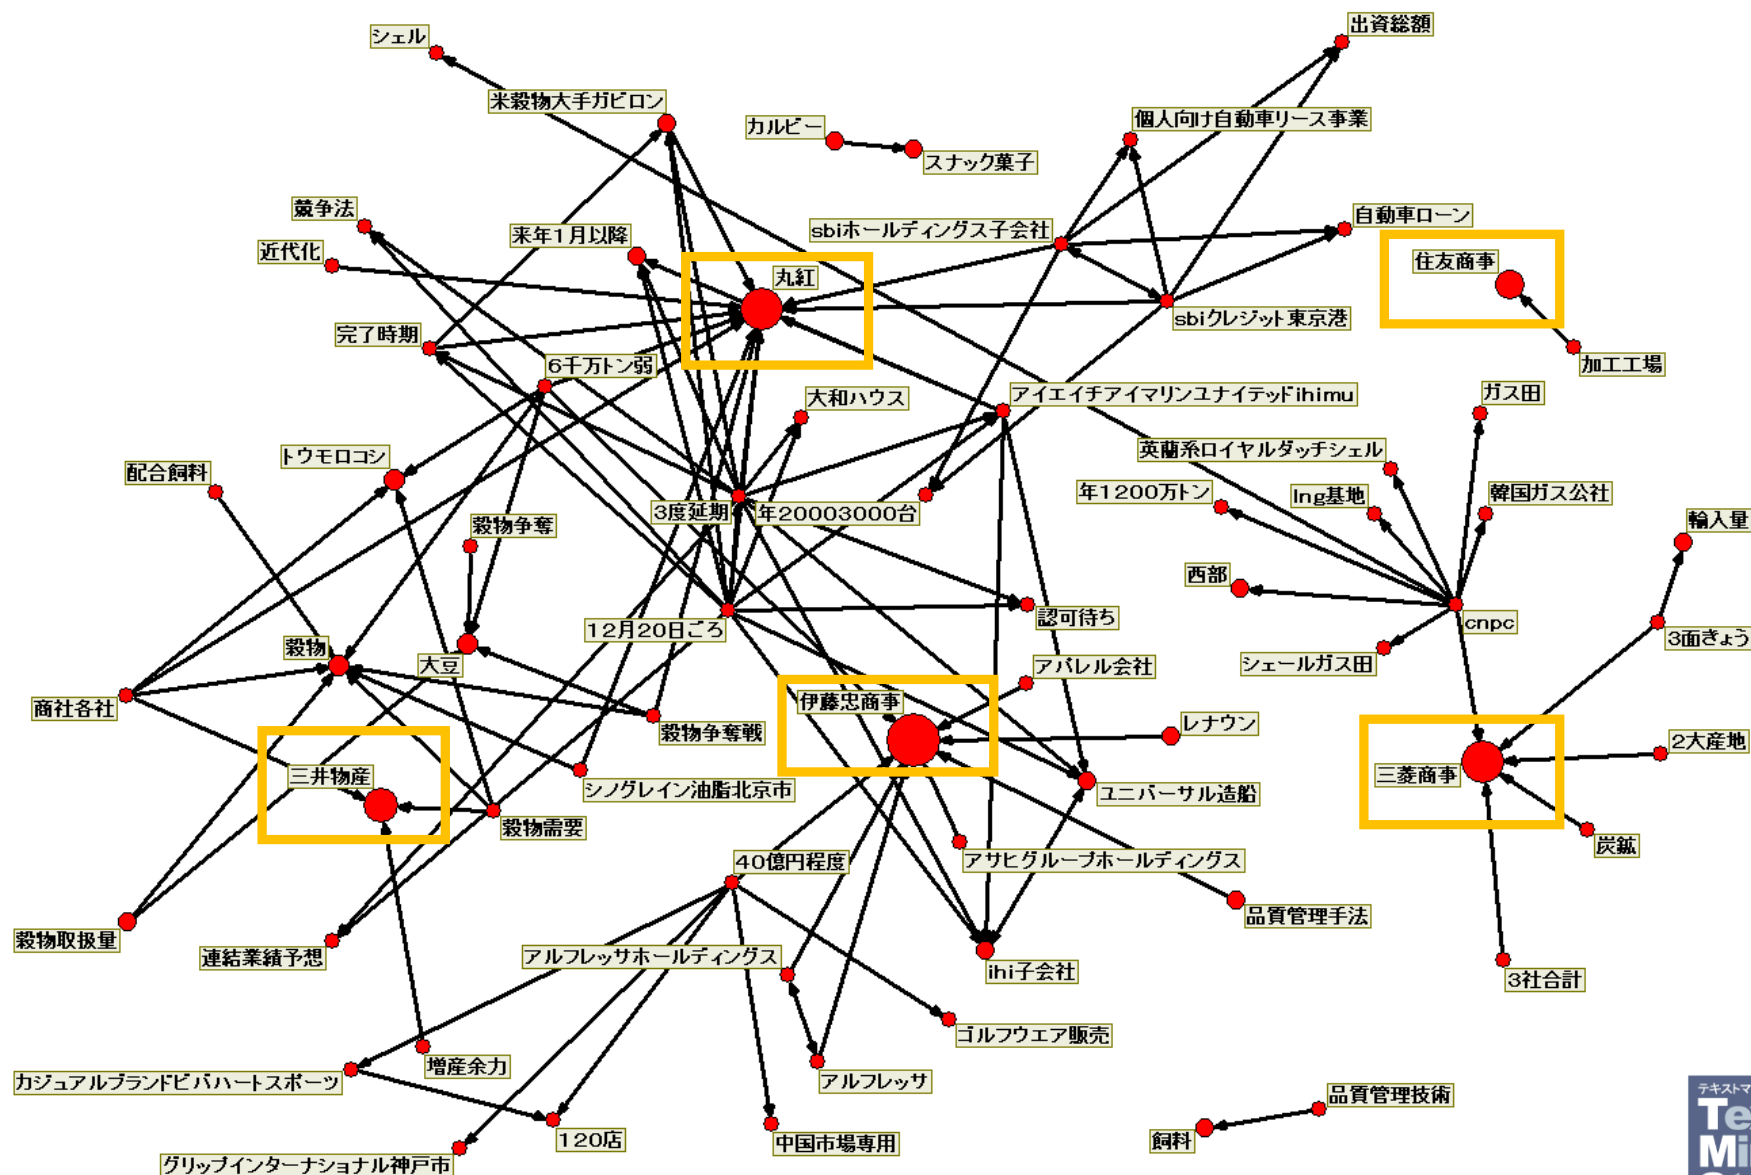 シェル
出資総額
米穀物大手ガビロン
カルビー
個人向け自動車リース事業
スナック菓子
競争法
来年1月以降
sbiホールディングス子会社
自動車ローン
近代化
丸紅
住友商事
完了時期
sbiクレジット東京港
6千万トン弱
加工工場
大和ハウス
アイエイチアイマリンユナイテッドihimu
ガス田
トウモロコシ
英蘭系ロイヤルダッチシェル
配合飼料
年1200万トン
lng基地
韓国ガス公社
3度延期
年20003000台
穀物争奪
輸入量
西部
12月20日ごろ
認可待ち
cnpc
3面きょう
穀物
大豆
アパレル会社
シェールガス田
商社各社
伊藤忠商事
レナウン
穀物争奪戦
2大産地
三井物産
シノグレイン油脂北京市
ユニバーサル造船
三菱商事
穀物需要
炭鉱
40億円程度
アサヒグループホールディングス
品質管理手法
穀物取扱量
連結業績予想
アルフレッサホールディングス
ihi子会社
3社合計
ゴルフウエア販売
増産余力
カジュアルブランドビバハートスポーツ
アルフレッサ
品質管理技術
120店
中国市場専用
飼料
グリップインターナショナル神戸市
テキストマ
Te
Mi